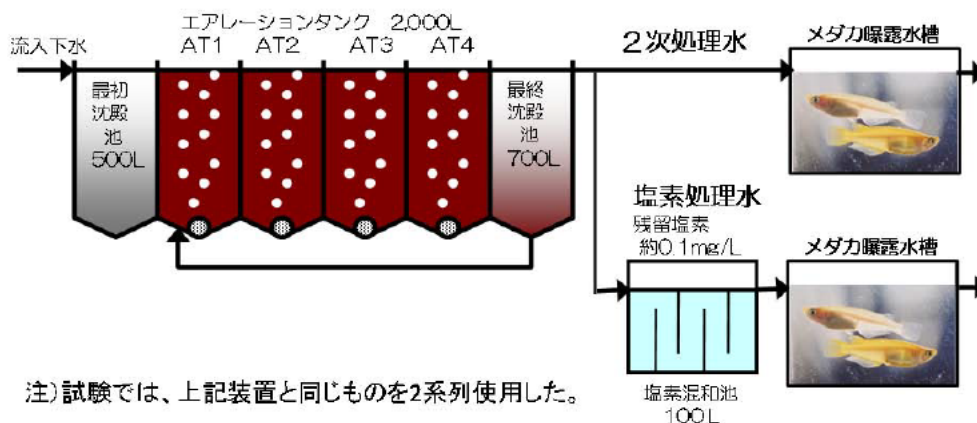 エアレーションタンク 2,000L
流入下水
AT1 AT2 AT3 AT4
最初
沈殿
池
500L
最終
沈殿
池
700L
2次処理水
メダカ曝露水槽
塩素処理水
残留塩素
約0.1mg/L
メダカ曝露水槽
塩素混和池
100L
注)試験では、上記装置と同じものを2系列使用した。